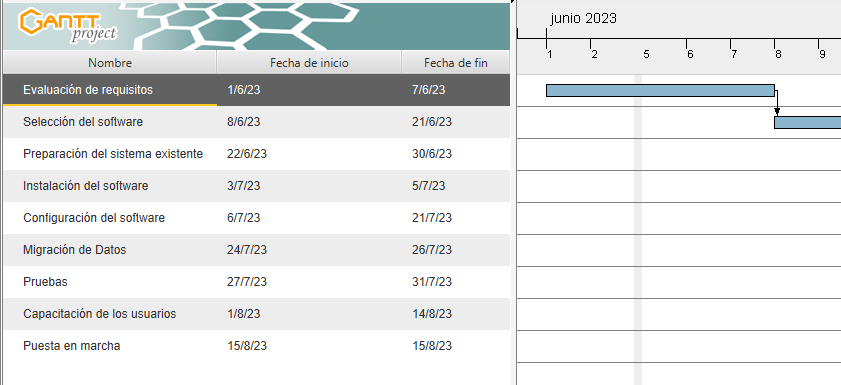 GANTT
project
junio 2023
Nombre Fecha de inicio Fecha de fin
1 2 5 6 7 8 9
Evaluación de requisitos 1/6/23 7/6/23
Selección del software 8/6/23 21/6/23
Preparación del sistema existente 22/6/23 30/6/23
Instalación del software 3/7/23 5/7/23
Configuración del software 6/7/23 21/7/23
Migración de Datos 24/7/23 26/7/23
Pruebas 27/7/23 31/7/23
Capacitación de los usuarios 1/8/23 14/8/23
Puesta en marcha 15/8/23 15/8/23